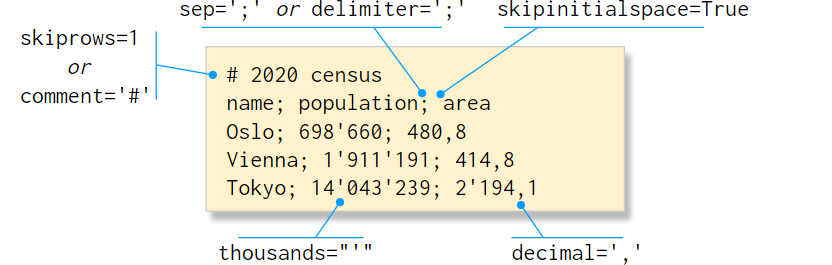 sep=';' or delimiter=';'
skipinitialspace=True
skiprows=1
or
comment='#'
# 2020 census
name; population; area
Oslo; 698'660; 480,8
Vienna; 1'911'191; 414,8
Tokyo; 14'043'239; 2'194,1
thousands="'"
decimal=','